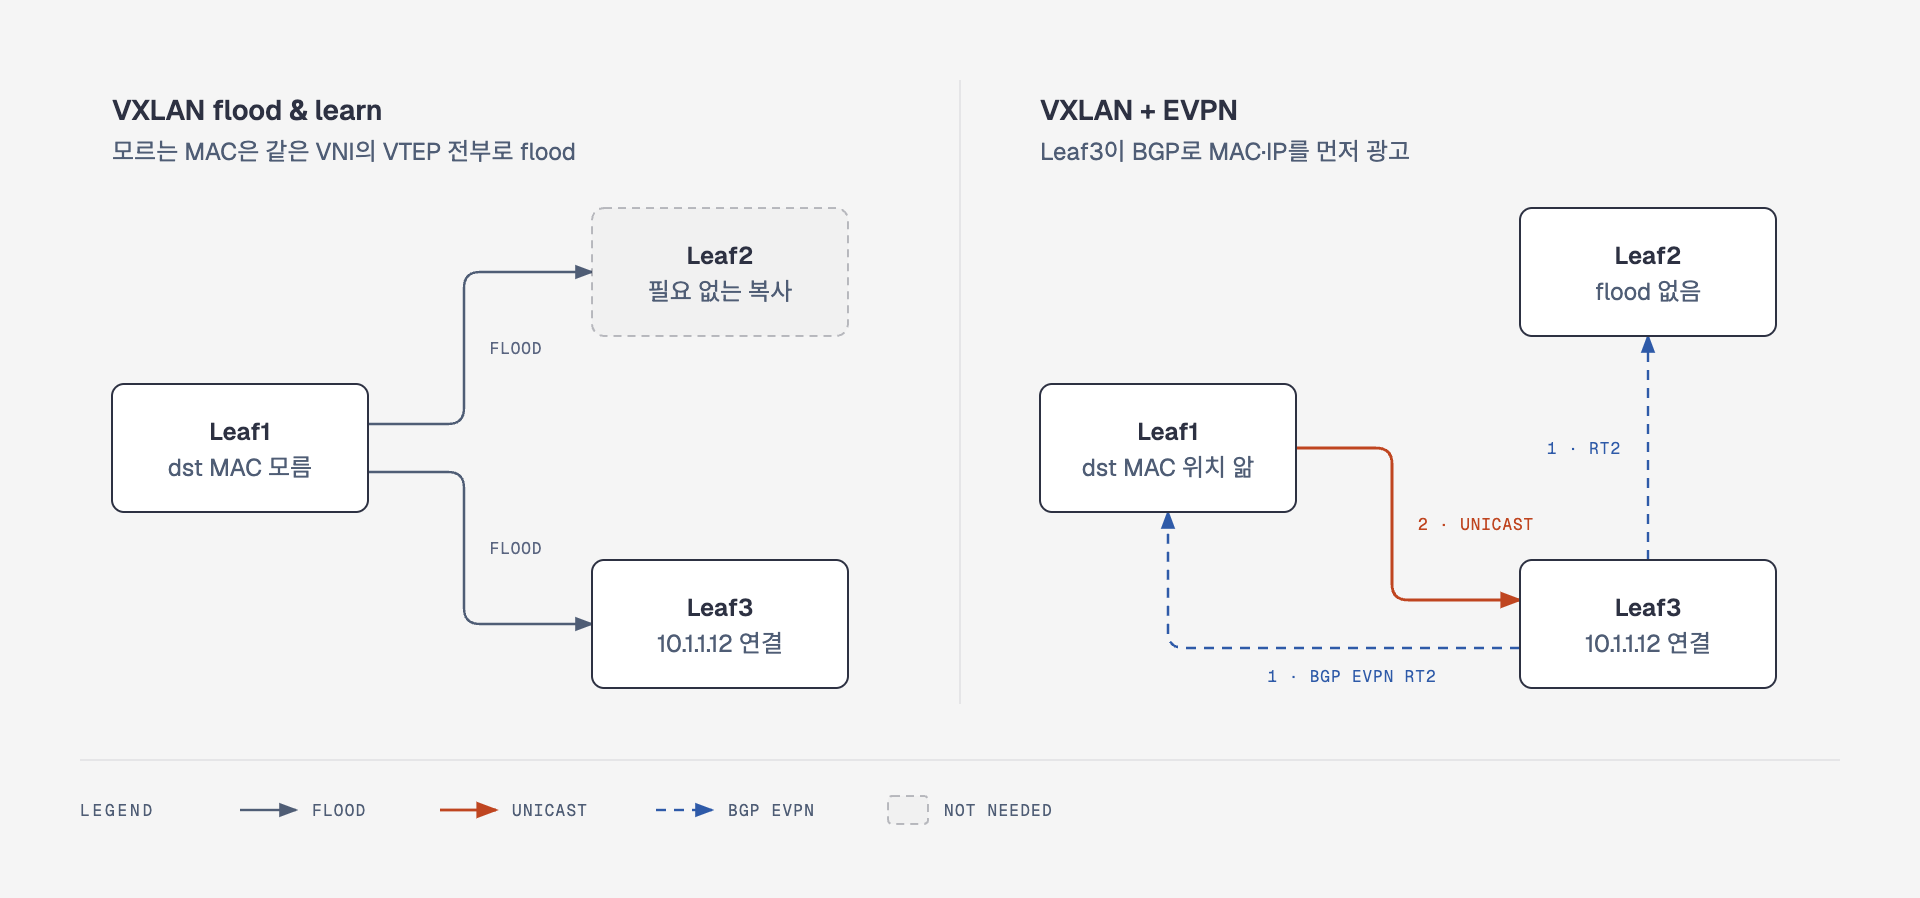 VXLAN flood & learn
모르는 MAC은 같은 VNI의 VTEP 전부로 flood
Leaf2
필요 없는 복사
FLOOD
Leaf1
dst MAC 모름
FLOOD
Leaf3
10.1.1.12 연결
VXLAN + EVPN
Leaf3이 BGP로 MAC·IP를 먼저 광고
Leaf2
flood 없음
Leaf1
dst MAC 위치 앎
1 · RT2
2 · UNICAST
Leaf3
10.1.1.12 연결
1 · BGP EVPN RT2
LEGEND
FLOOD
UNICAST
BGP EVPN
NOT NEEDED